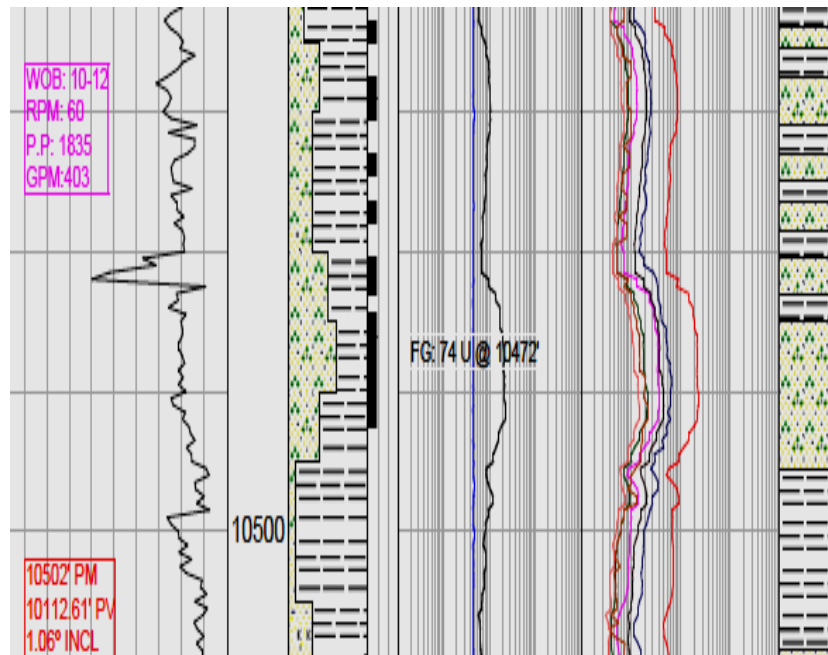 WOB: 10-12
RPM: 60
P.P: 1835
GPM:403
FG: 74 U @ 10472'
10500
10502' PM
10112.61' PV
1.06º INCL